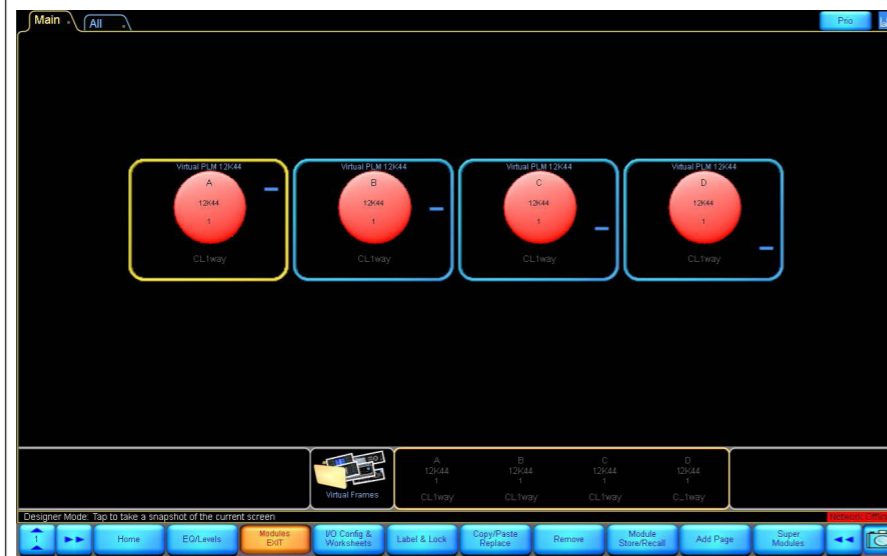 Main
All
Prio
Virtual PLM 12K44
A
12K44
1
CL1way
Virtual PLM 12K44
B
12K44
1
CL1way
Virtual PLM 12K44
C
12K44
1
CL1way
Virtual PLM 12K44
D
12K44
1
CL1way
Virtual Frames
A
12K44
1
CL1way
B
12K44
1
CL1way
C
12K44
1
CL1way
D
12K44
1
CL1way
Designer Mode: Tap to take a snapshot of the current screen
Network:
1
Home
EQ/Levels
Modules
EXIT
I/O Config &
Worksheets
Label & Lock
Copy/Paste
Replace
Remove
Module
Store/Recall
Add Page
Super
Modules